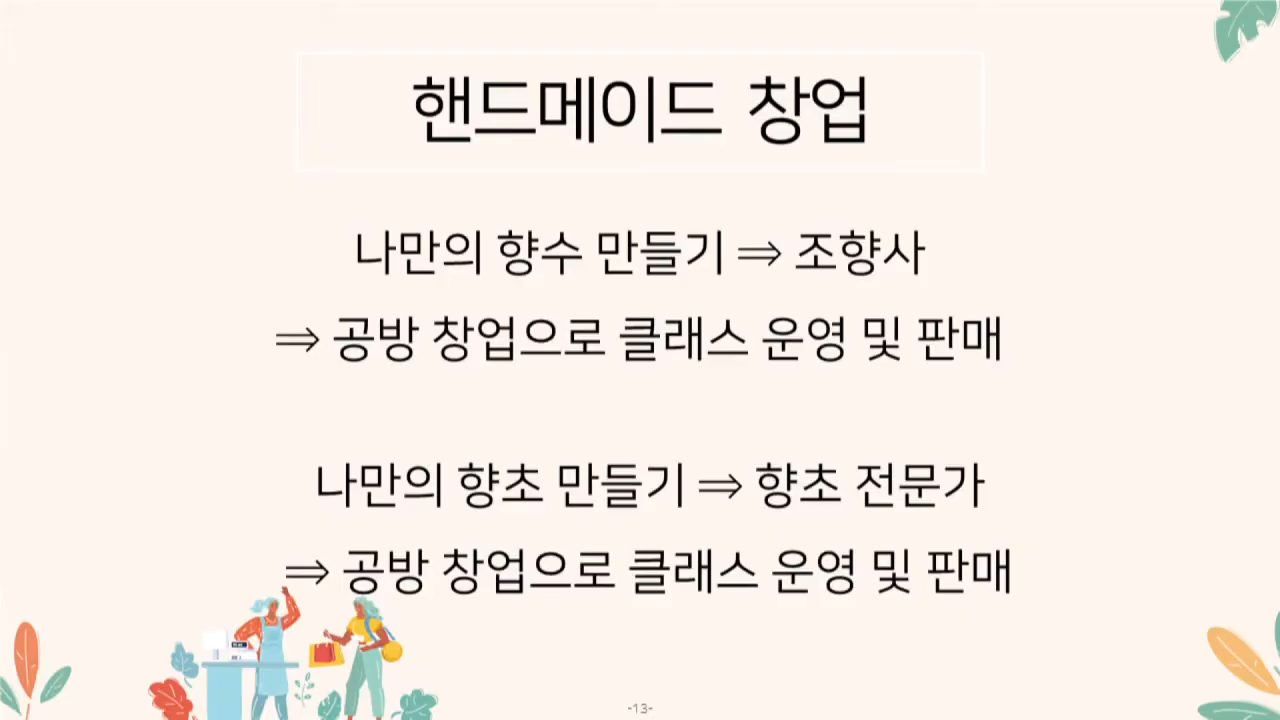 핸드메이드 창업
나만의 향수 만들기 ⇒ 조향사
⇒ 공방 창업으로 클래스 운영 및 판매
나만의 향초 만들기 ⇒ 향초 전문가
⇒ 공방 창업으로 클래스 운영 및 판매
-13-